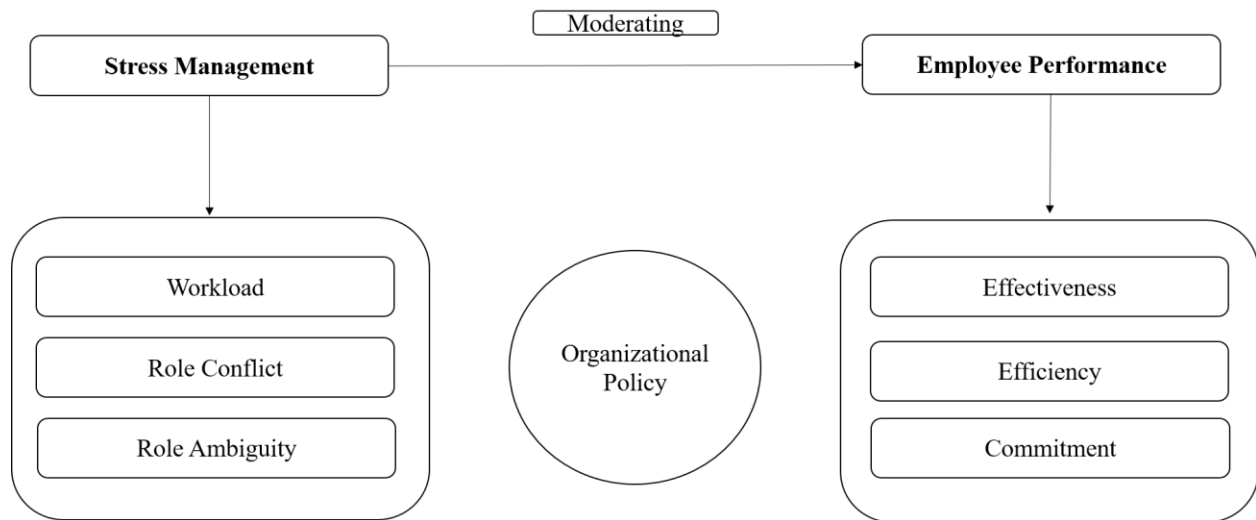 Moderating
Stress Management
Employee Performance
Workload
Role Conflict
Role Ambiguity
Organizational
Policy
Effectiveness
Efficiency
Commitment